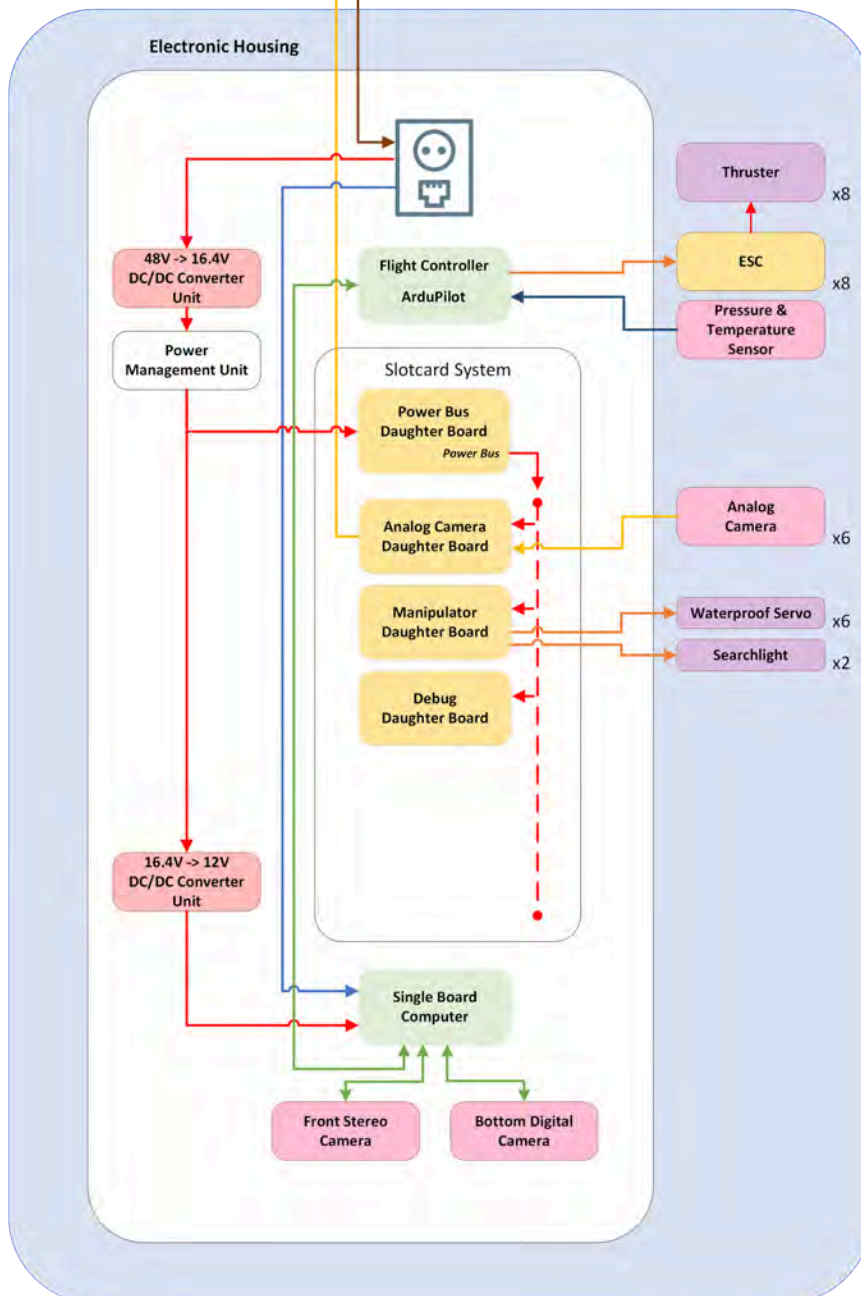 Electronic Housing
Thruster
x8
48V -> 16.4V
DC/DC Converter
Unit
Flight Controller
ArduPilot
ESC
x8
Pressure &
Temperature
Sensor
Power
Management Unit
Slotcard System
Power Bus
Daughter Board
Power Bus
Analog Camera
Daughter Board
Analog
Camera
x6
Manipulator
Daughter Board
Waterproof Servo
x6
Searchlight
x2
Debug
Daughter Board
16.4V -> 12V
DC/DC Converter
Unit
Single Board
Computer
Front Stereo
Camera
Bottom Digital
Camera